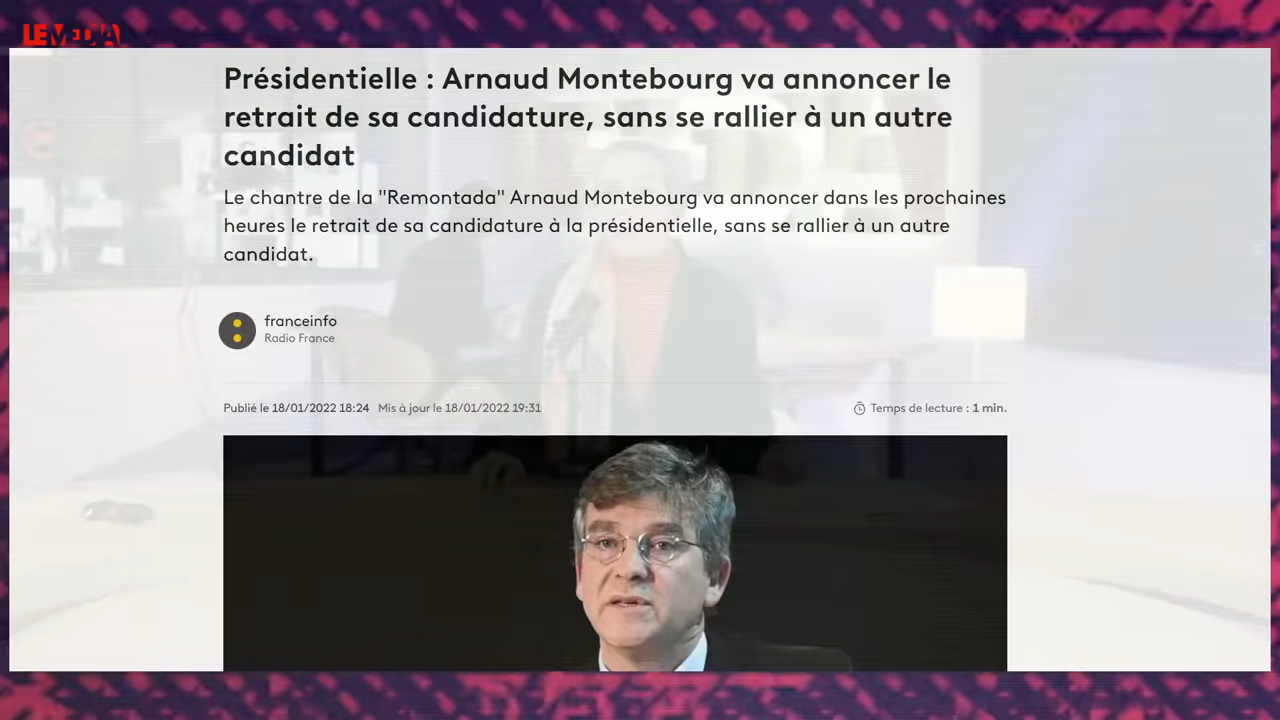 LEMEDIA
Présidentielle : Arnaud Montebourg va annoncer le
retrait de sa candidature, sans se rallier à un autre
candidat
Le chantre de la "Remontada" Arnaud Montebourg va annoncer dans les prochaines
heures le retrait de sa candidature à la présidentielle, sans se rallier à un autre
candidat.
franceinfo
Radio France
Publié le 18/01/2022 18:24 Mis à jour le 18/01/2022 19:31
Temps de lecture : 1 min.